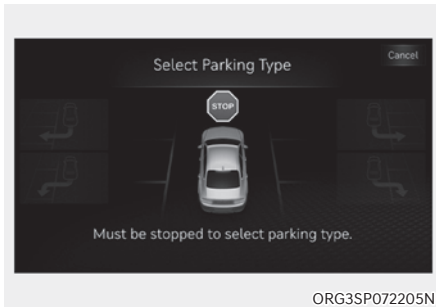 Cancel
Select Parking Type
STOP
Must be stopped to select parking type.
ORG3SP072205N